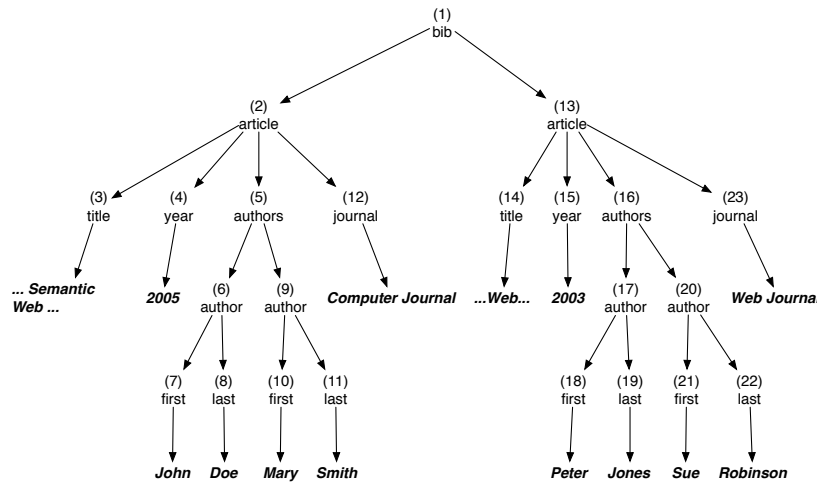 (1)
bib
(2)
article
(13)
article
(3)
title
(4)
year
(5)
authors
(12)
journal
(14)
title
(15)
year
(16)
authors
(23)
journal
... Semantic
Web ...
2005
(6)
author
(9)
author
Computer Journal
...Web...
2003
(17)
author
(20)
author
Web Journa
(7)
first
(8)
last
(10)
first
(11)
last
(18)
first
(19)
last
(21)
first
(22)
last
John
Doe
Mary
Smith
Peter
Jones
Sue
Robinson